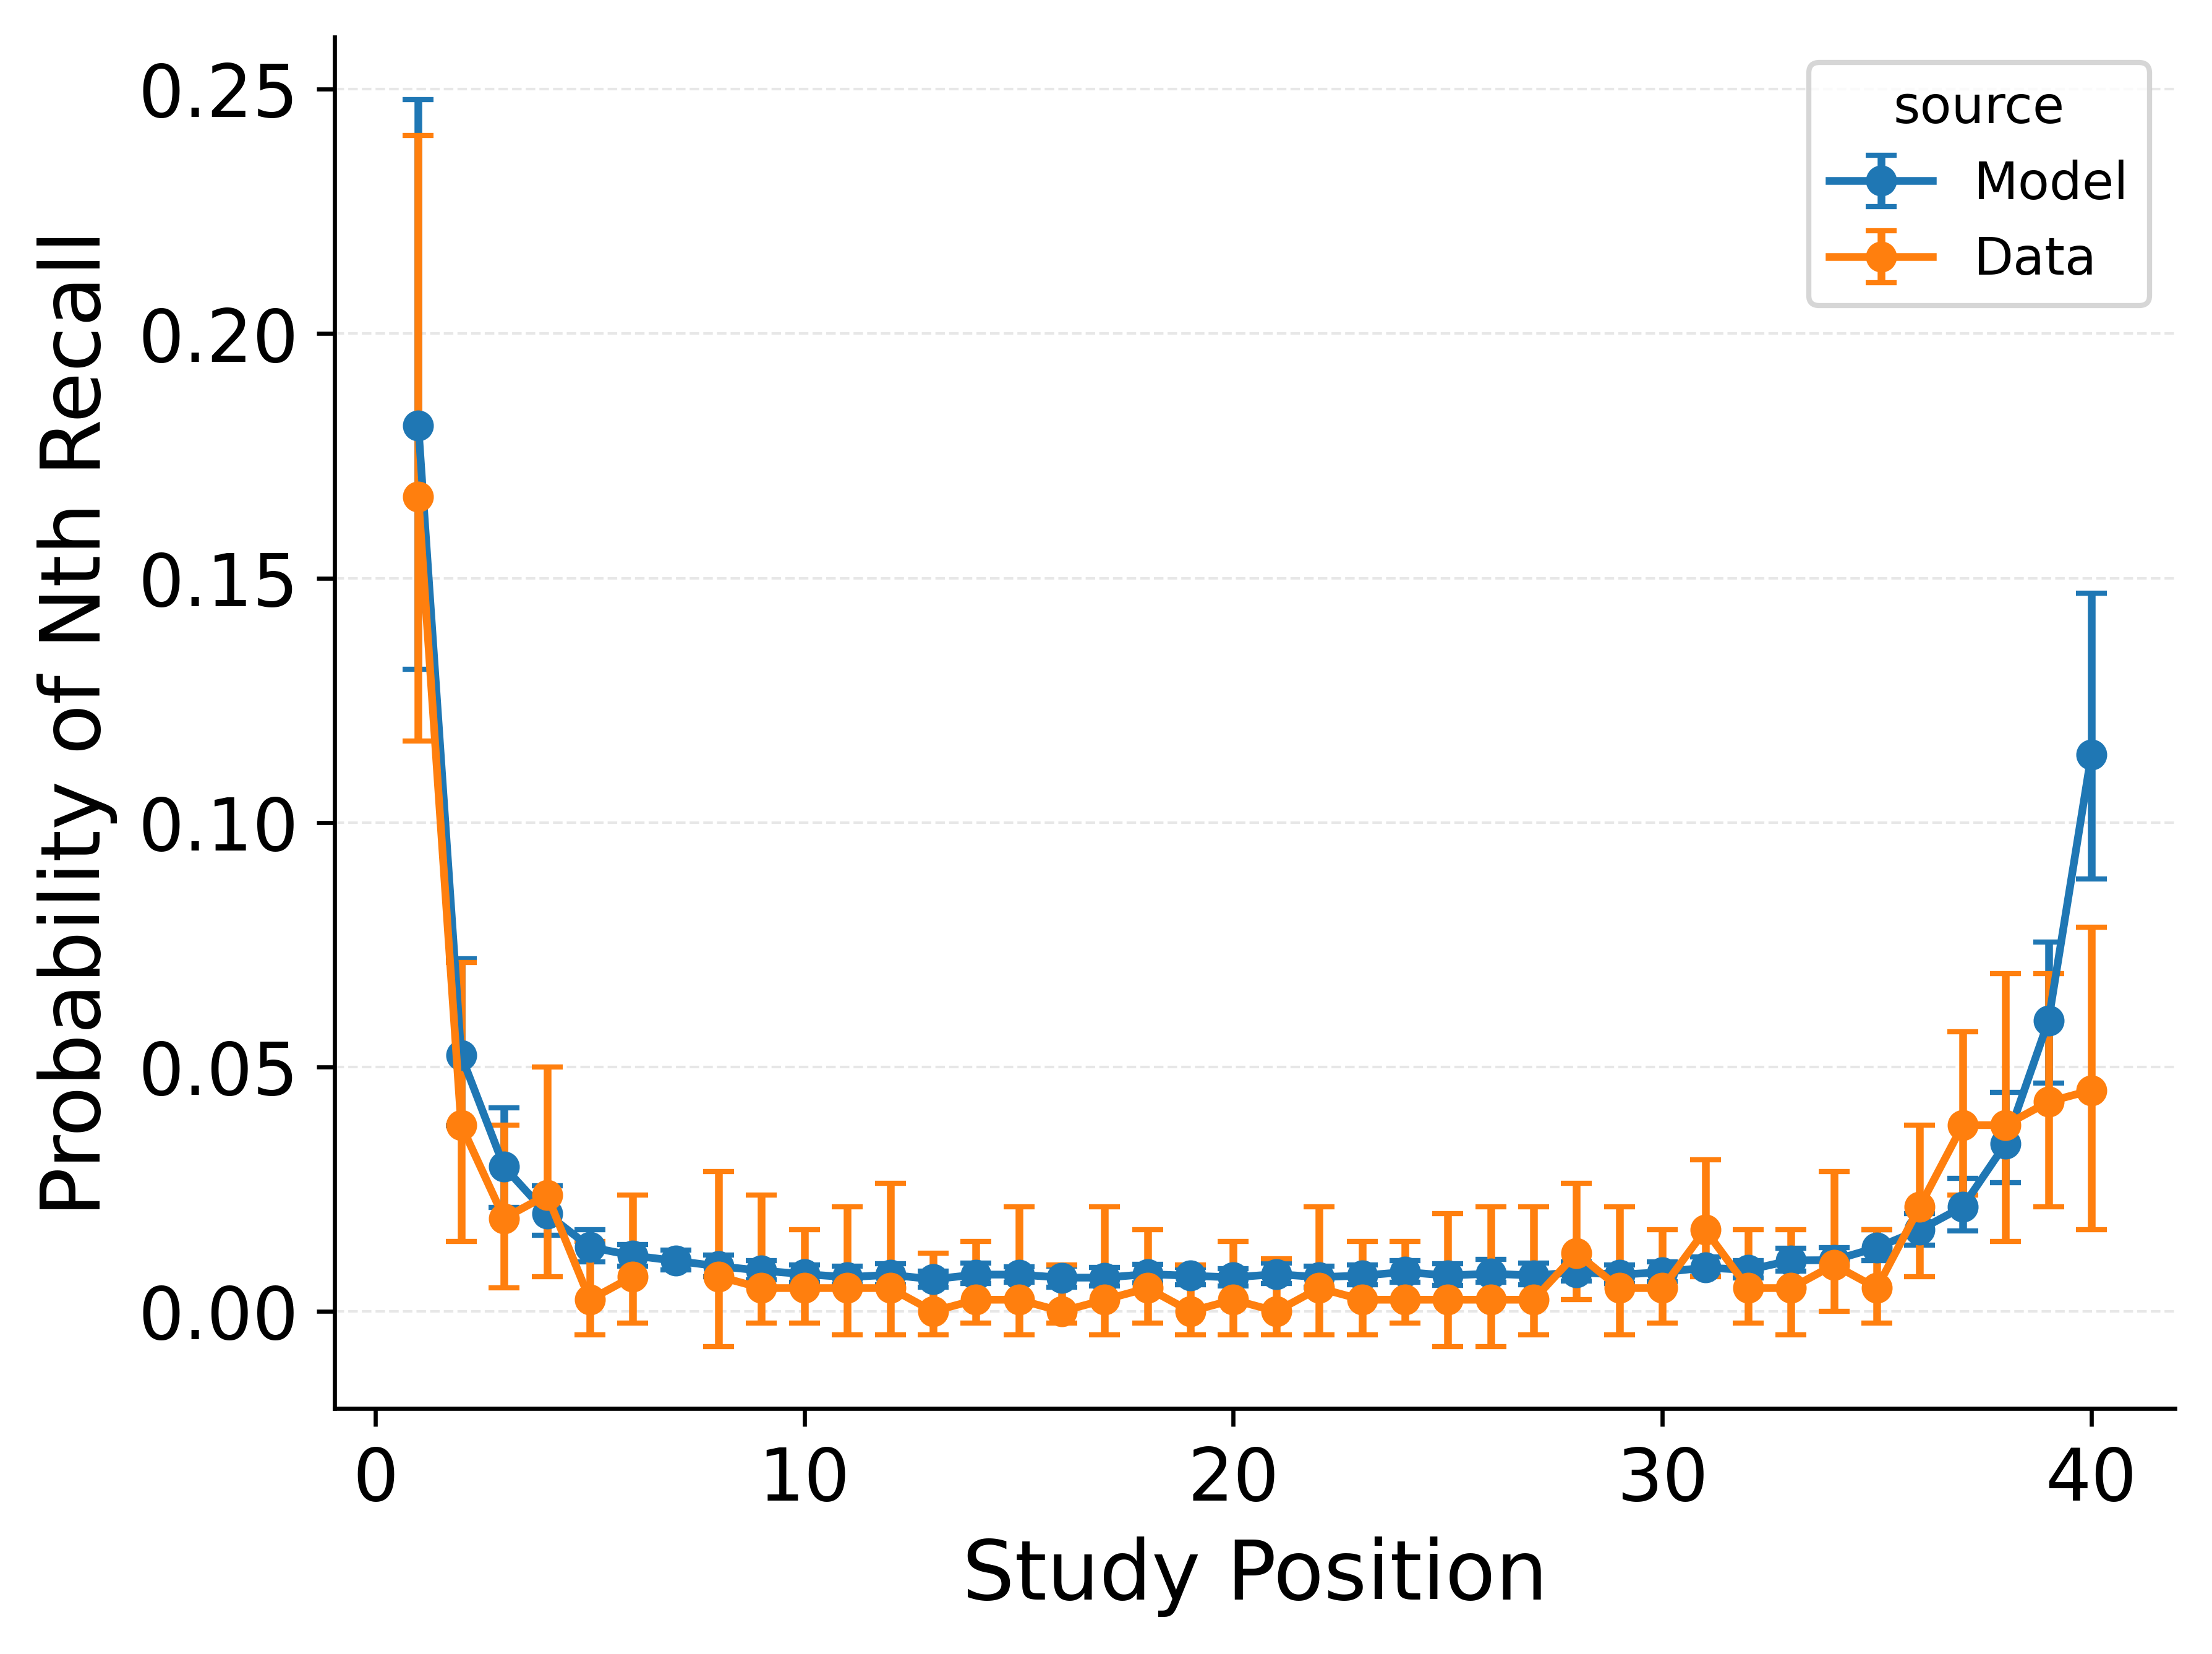 0.25
0.20
0.15
0.10
0.05
0.00
Probability of Nth Recall
source
Model
Data
0 10 20 30 40
Study Position